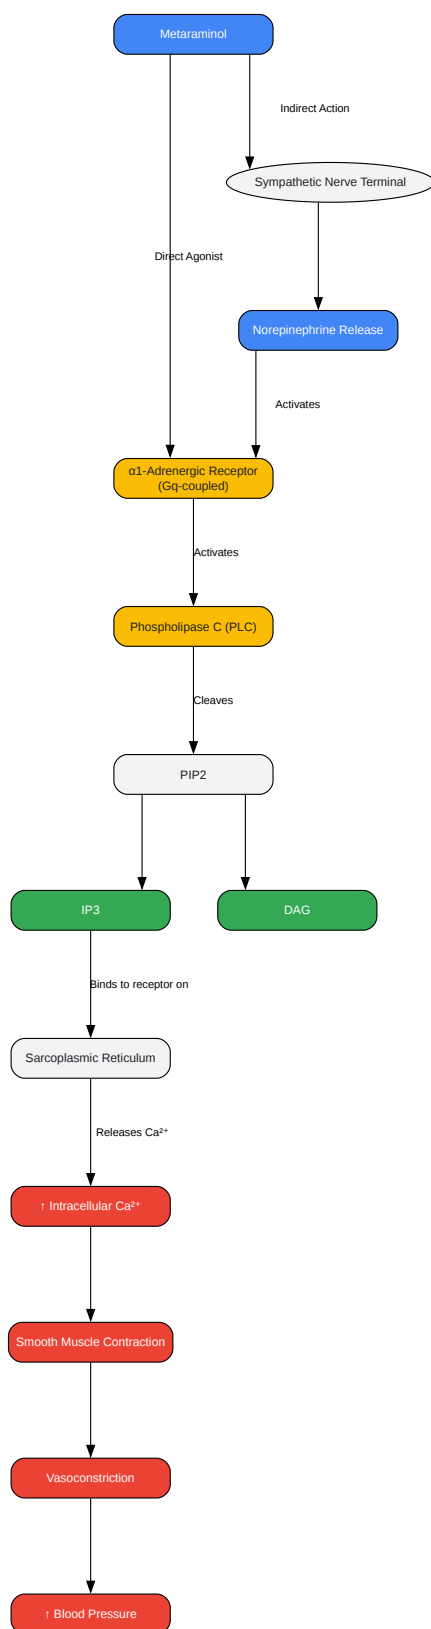 Metaraminol
Indirect Action
Sympathetic Nerve Terminal
Direct Agonist
Norepinephrine Release
Activates
α1-Adrenergic Receptor
(Gq-coupled)
Activates
Phospholipase C (PLC)
Cleaves
PIP2
IP3
DAG
Binds to receptor on
Sarcoplasmic Reticulum
Releases Ca²⁺
↑ Intracellular Ca²⁺
Smooth Muscle Contraction
Vasoconstriction
↑ Blood Pressure